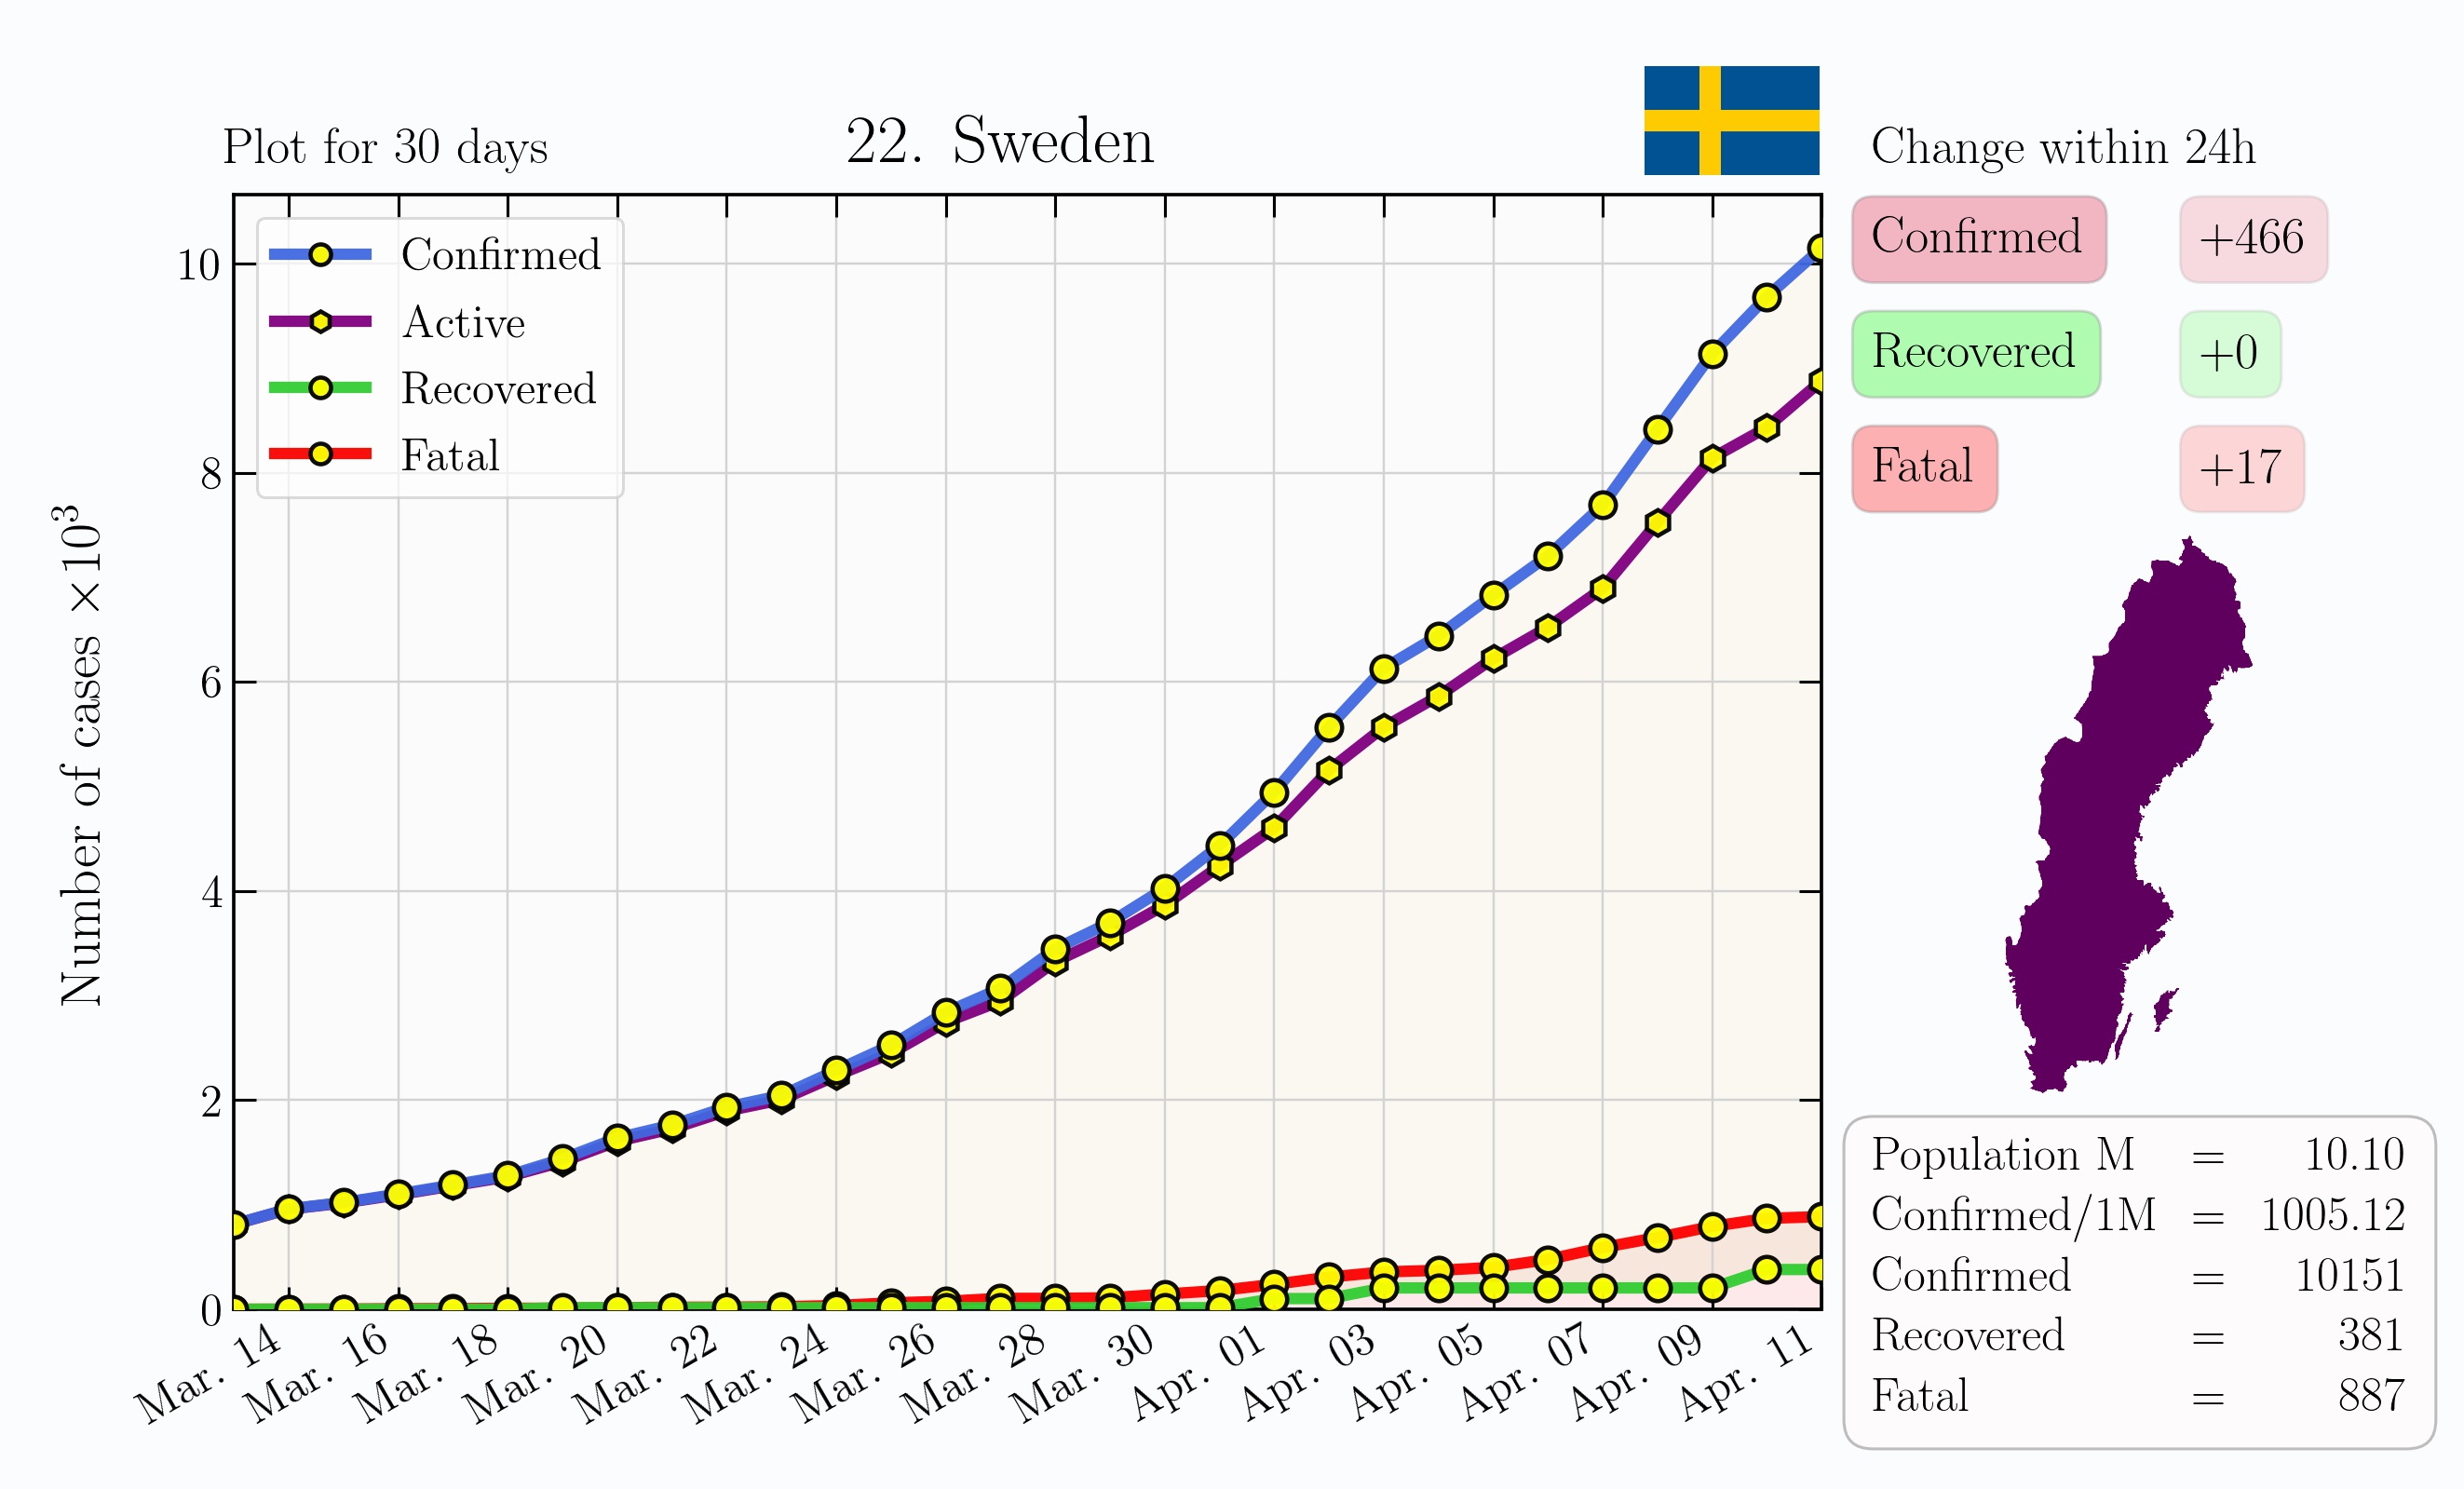 Plot for 30 days
22. Sweden
Change within 24h
Confirmed +466
Recovered +0
Fatal +17
Confirmed
Active
Recovered
Fatal
Number of cases ×10³
10
8
6
4
2
0
Mar. 14
Mar. 16
Mar. 18
Mar. 20
Mar. 22
Mar. 24
Mar. 26
Mar. 28
Mar. 30
Apr. 01
Apr. 03
Apr. 05
Apr. 07
Apr. 09
Apr. 11
Population M = 10.10
Confirmed/1M = 1005.12
Confirmed = 10151
Recovered = 381
Fatal = 887